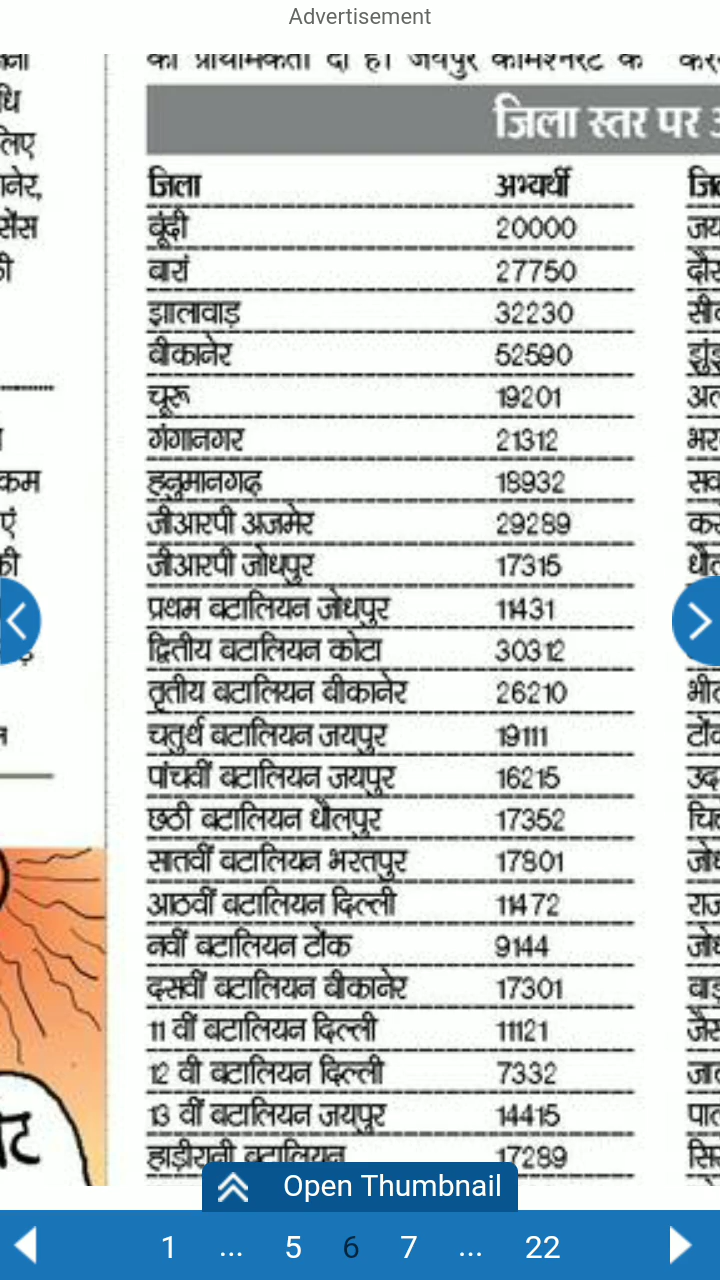 Advertisement
जिला स्तर पर
जिला अभ्यर्थी
बूंदी 20000
बारां 27750
झालावाड़ 32230
बीकानेर 52590
चूरू 19201
गंगानगर 21312
हनुमानगढ़ 18932
जीआरपी अजमेर 29289
जीआरपी जोधपुर 17315
प्रथम बटालियन जोधपुर 11431
द्वितीय बटालियन कोटा 30312
तृतीय बटालियन बीकानेर 26210
चतुर्थ बटालियन जयपुर 19111
पांचवीं बटालियन जयपुर 16215
छठी बटालियन धौलपुर 17352
सातवीं बटालियन भरतपुर 17801
आठवीं बटालियन दिल्ली 11472
नवीं बटालियन टोंक 9144
दसवीं बटालियन बीकानेर 17301
11 वीं बटालियन दिल्ली 11121
12 वी बटालियन दिल्ली 7332
13 वीं बटालियन जयपुर 14415
हाड़ीरानी बटालियन 17289
Open Thumbnail
1 ... 5 6 7 ... 22